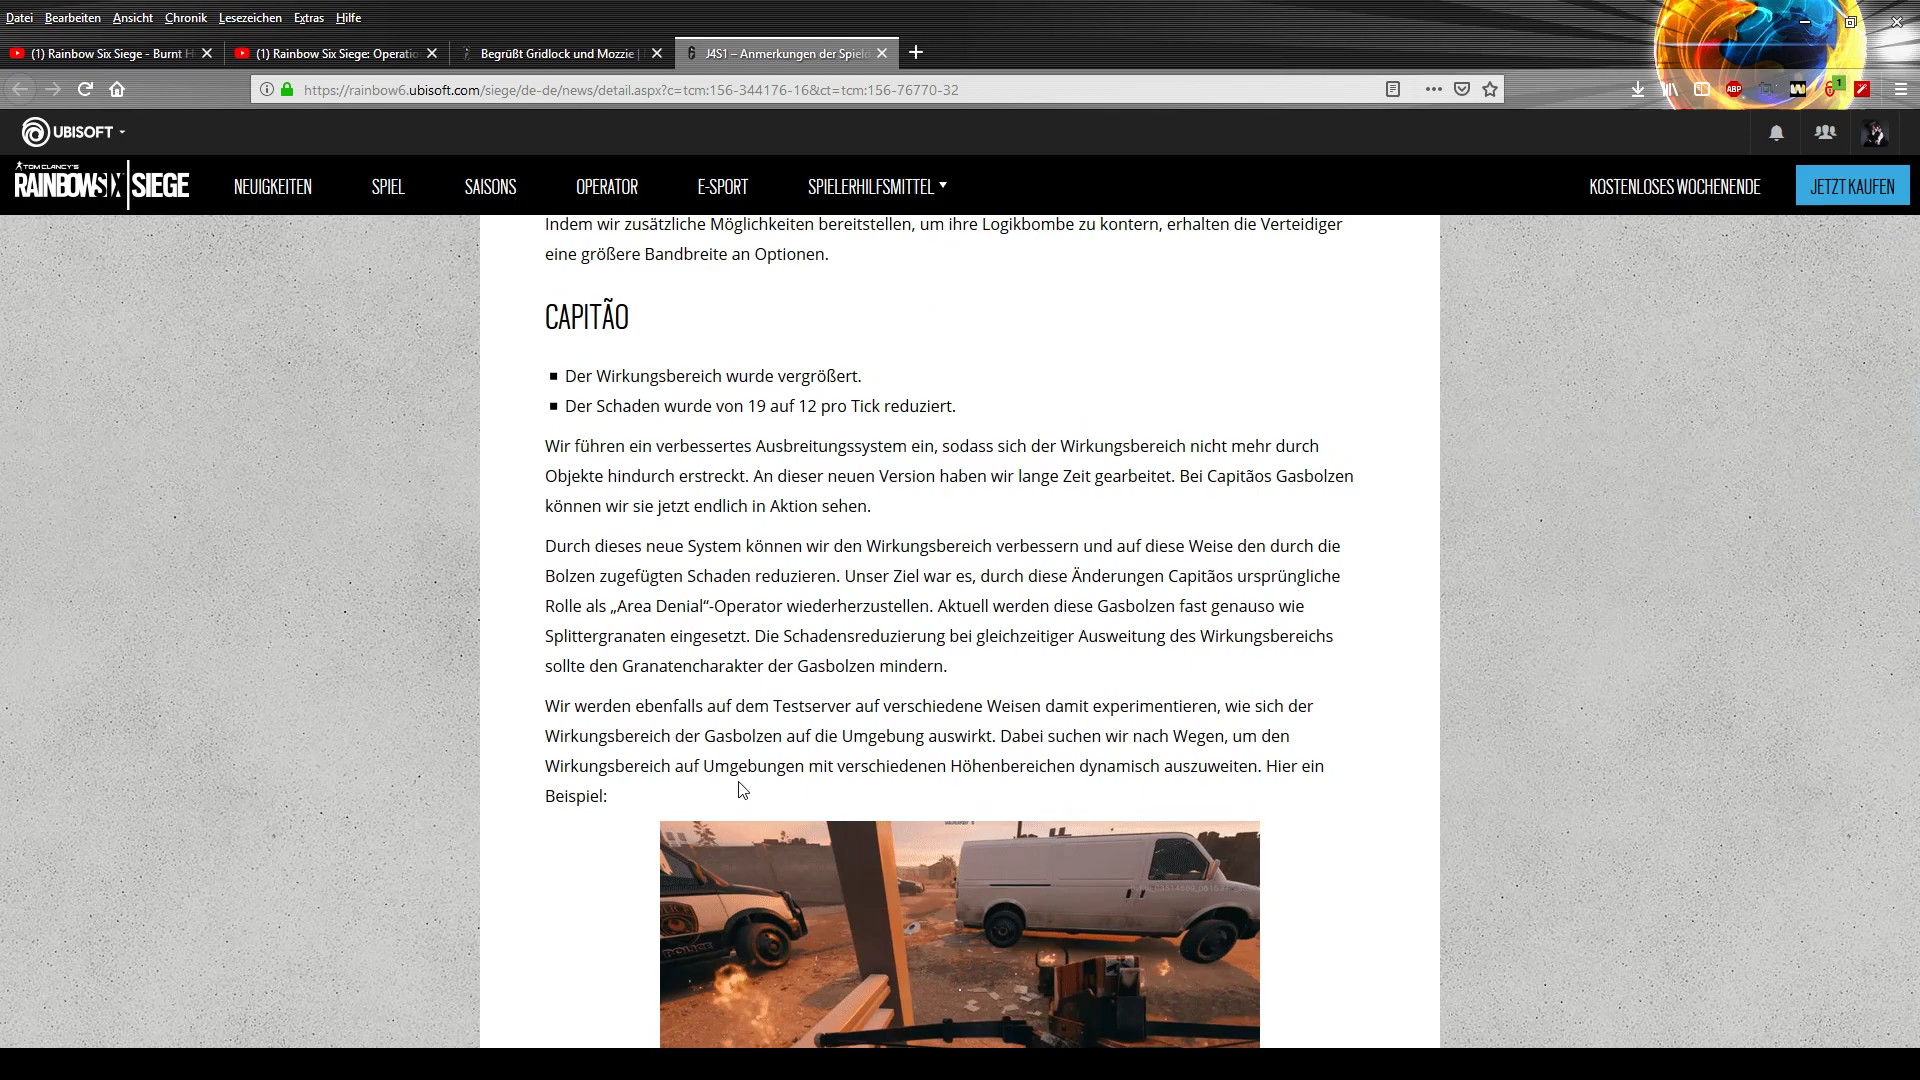 Datei Bearbeiten Ansicht Chronik Lesezeichen Extras Hilfe
(1) Rainbow Six Siege - Burnt H (1) Rainbow Six Siege: Operatio Begrüßt Gridlock und Mozzie | J4S1 – Anmerkungen der Spiel
https://rainbow6.ubisoft.com/siege/de-de/news/detail.aspx?c=tcm:156-344176-16&ct=tcm:156-76770-32
ABP W 1
UBISOFT
TOM CLANCY'S
RAINBOW SIX | SIEGE NEUIGKEITEN SPIEL SAISONS OPERATOR E-SPORT SPIELERHILFSMITTEL KOSTENLOSES WOCHENENDE JETZT KAUFEN
Indem wir zusätzliche Möglichkeiten bereitstellen, um ihre Logikbombe zu kontern, erhalten die Verteidiger
eine größere Bandbreite an Optionen.
CAPITÃO
Der Wirkungsbereich wurde vergrößert.
Der Schaden wurde von 19 auf 12 pro Tick reduziert.
Wir führen ein verbessertes Ausbreitungssystem ein, sodass sich der Wirkungsbereich nicht mehr durch
Objekte hindurch erstreckt. An dieser neuen Version haben wir lange Zeit gearbeitet. Bei Capitãos Gasbolzen
können wir sie jetzt endlich in Aktion sehen.
Durch dieses neue System können wir den Wirkungsbereich verbessern und auf diese Weise den durch die
Bolzen zugefügten Schaden reduzieren. Unser Ziel war es, durch diese Änderungen Capitãos ursprüngliche
Rolle als „Area Denial“-Operator wiederherzustellen. Aktuell werden diese Gasbolzen fast genauso wie
Splittergranaten eingesetzt. Die Schadensreduzierung bei gleichzeitiger Ausweitung des Wirkungsbereichs
sollte den Granatencharakter der Gasbolzen mindern.
Wir werden ebenfalls auf dem Testserver auf verschiedene Weisen damit experimentieren, wie sich der
Wirkungsbereich der Gasbolzen auf die Umgebung auswirkt. Dabei suchen wir nach Wegen, um den
Wirkungsbereich auf Umgebungen mit verschiedenen Höhenbereichen dynamisch auszuweiten. Hier ein
Beispiel:
POLICE